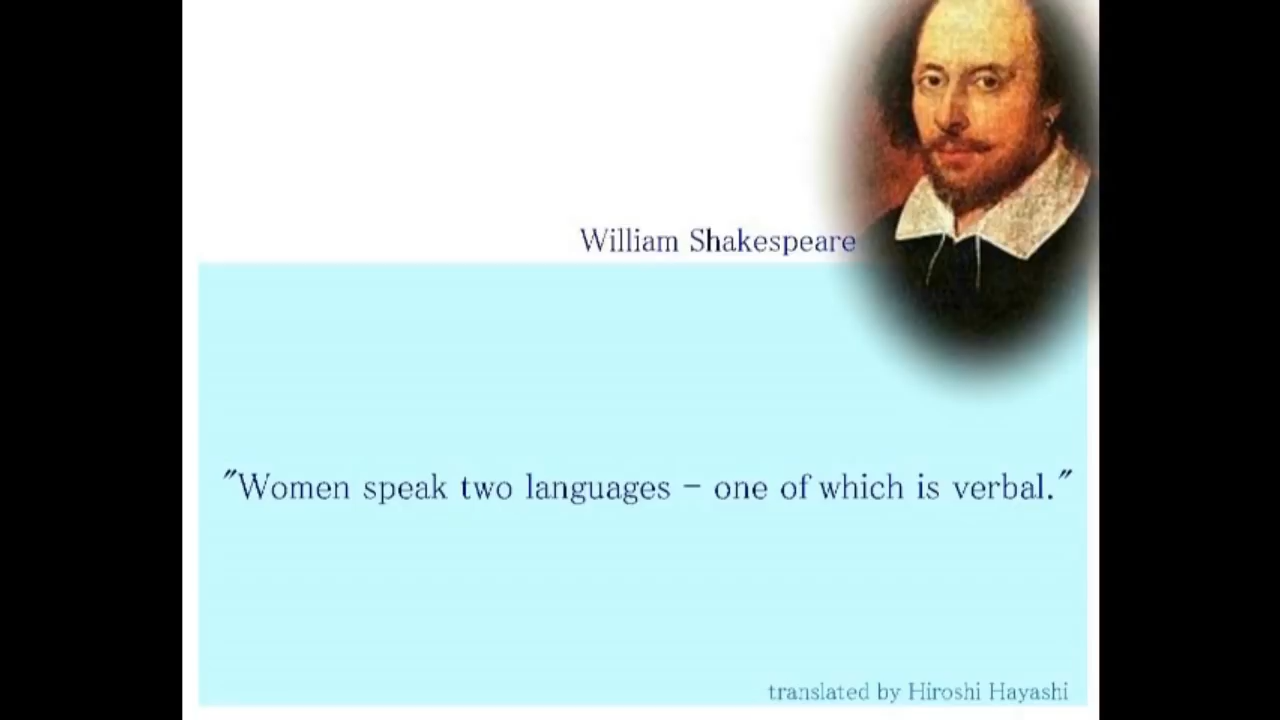 William Shakespeare
"Women speak two languages - one of which is verbal."
translated by Hiroshi Hayashi